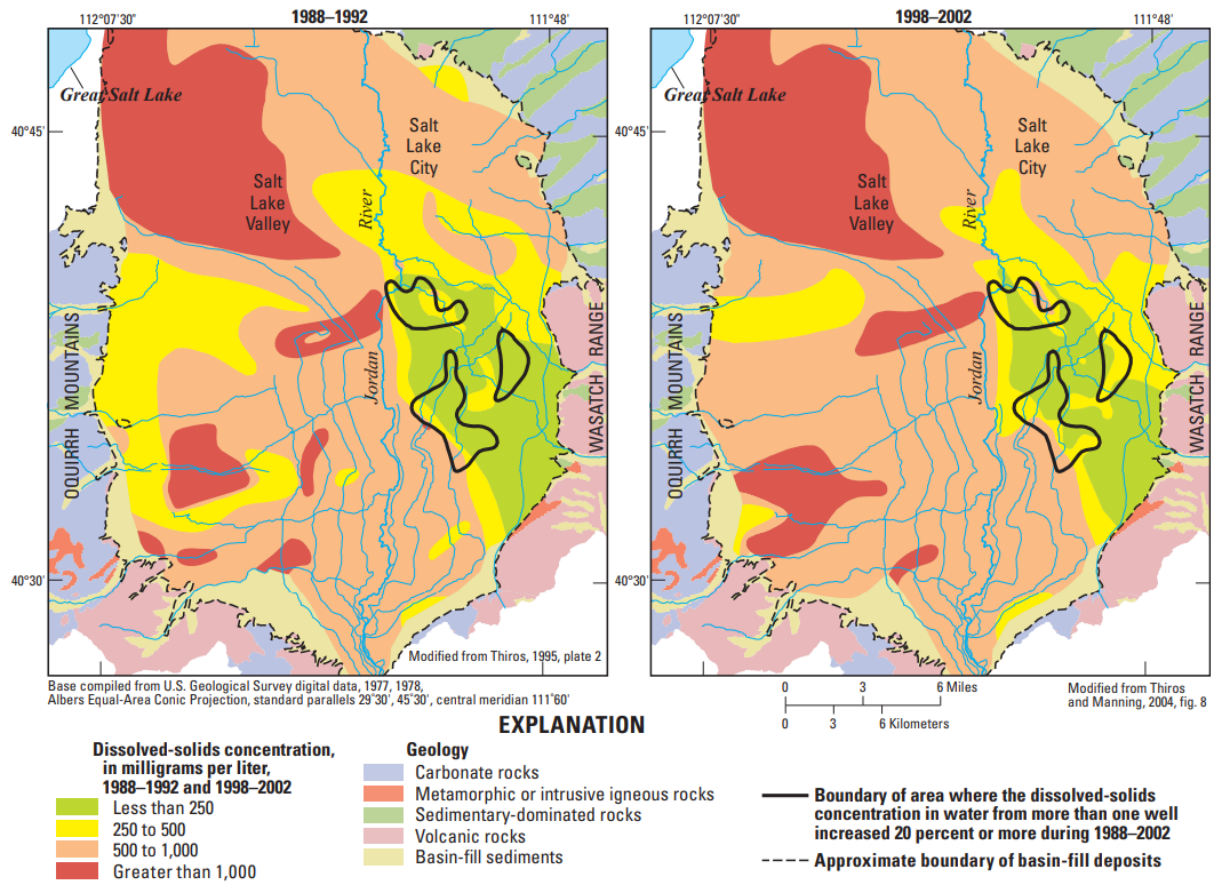 1988–1992
112°07'30"
111°48'
Great Salt Lake
40°45'
Salt
Lake
City
Salt
Lake
Valley
River
Jordan
OQUIRRH MOUNTAINS
WASATCH RANGE
40°30'
Modified from Thiros, 1995, plate 2
1998–2002
112°07'30"
111°48'
Great Salt Lake
40°45'
Salt
Lake
City
Salt
Lake
Valley
River
Jordan
OQUIRRH MOUNTAINS
WASATCH RANGE
40°30'
Base compiled from U.S. Geological Survey digital data, 1977, 1978,
Albers Equal-Area Conic Projection, standard parallels 29°30', 45°30', central meridian 111°60'
0 3 6 Miles
0 3 6 Kilometers
Modified from Thiros
and Manning, 2004, fig. 8
EXPLANATION
Dissolved-solids concentration,
in milligrams per liter,
1988–1992 and 1998–2002
Less than 250
250 to 500
500 to 1,000
Greater than 1,000
Geology
Carbonate rocks
Metamorphic or intrusive igneous rocks
Sedimentary-dominated rocks
Volcanic rocks
Basin-fill sediments
Boundary of area where the dissolved-solids
concentration in water from more than one well
increased 20 percent or more during 1988–2002
Approximate boundary of basin-fill deposits